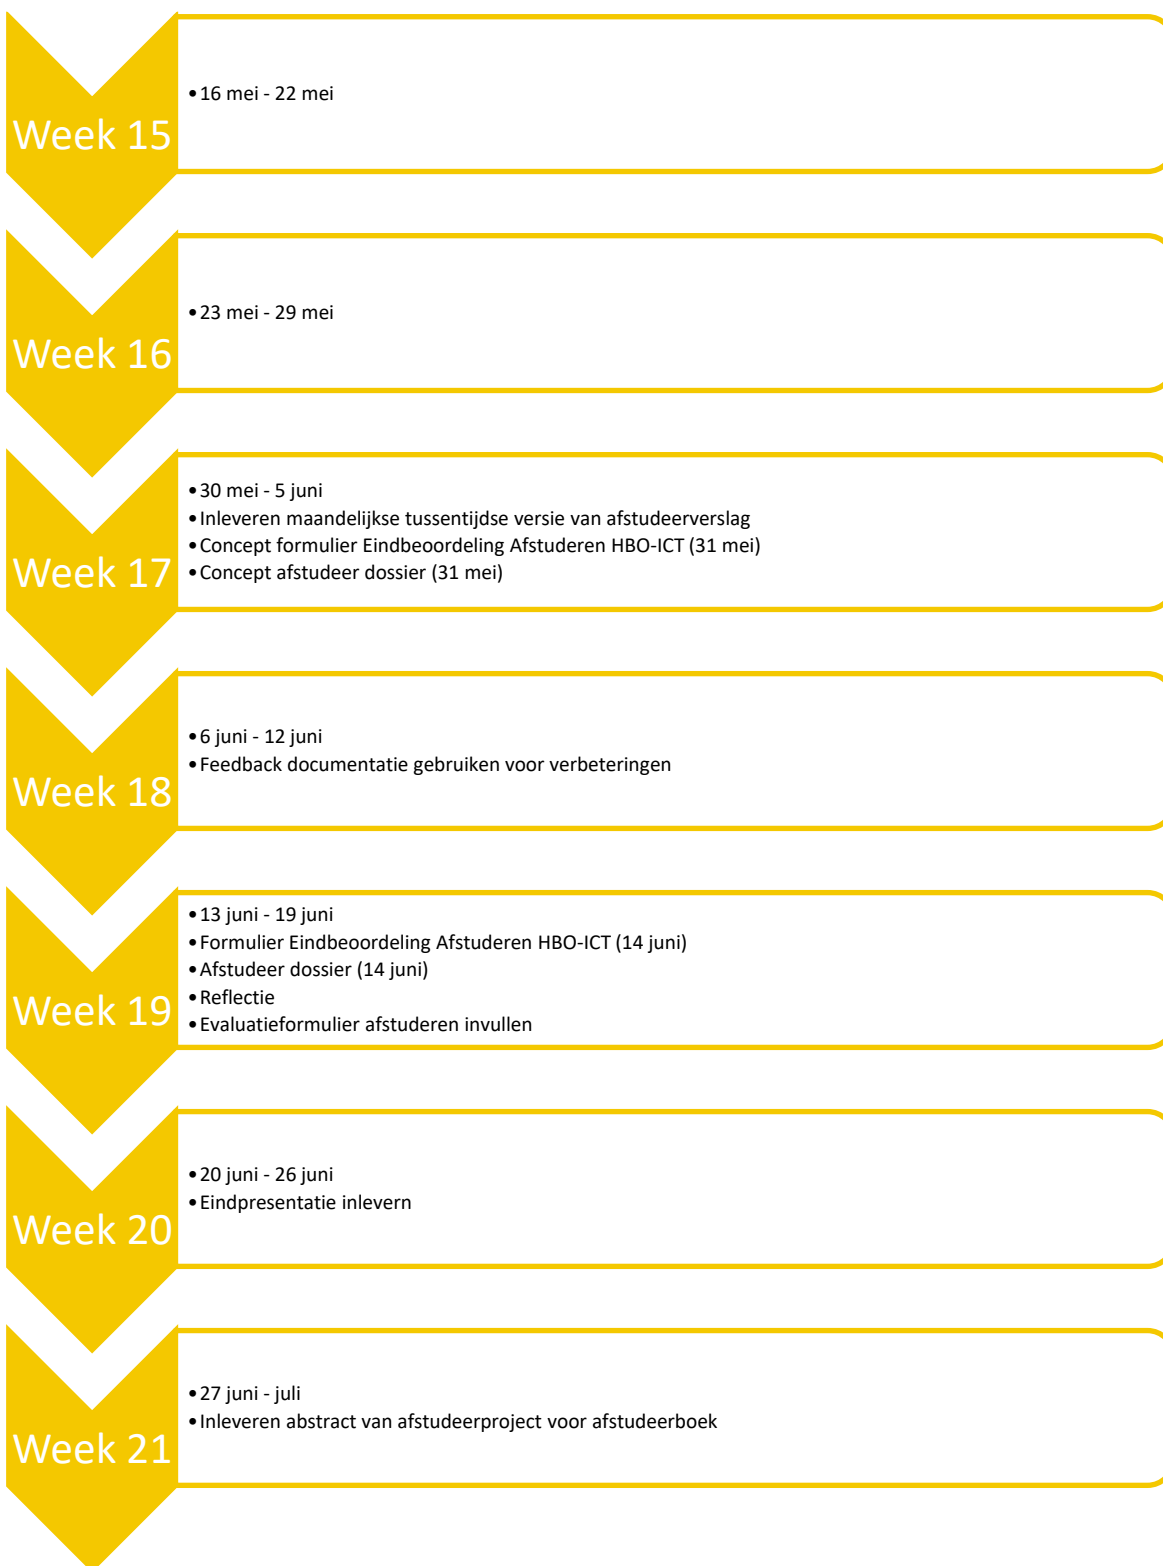 Week 15
•16 mei - 22 mei
Week 16
•23 mei - 29 mei
Week 17
•30 mei - 5 juni
•Inleveren maandelijkse tussentijdse versie van afstudeerverslag
•Concept formulier Eindbeoordeling Afstuderen HBO-ICT (31 mei)
•Concept afstudeer dossier (31 mei)
Week 18
•6 juni - 12 juni
•Feedback documentatie gebruiken voor verbeteringen
Week 19
•13 juni - 19 juni
•Formulier Eindbeoordeling Afstuderen HBO-ICT (14 juni)
•Afstudeer dossier (14 juni)
•Reflectie
•Evaluatieformulier afstuderen invullen
Week 20
•20 juni - 26 juni
•Eindpresentatie inlevern
Week 21
•27 juni - juli
•Inleveren abstract van afstudeerproject voor afstudeerboek